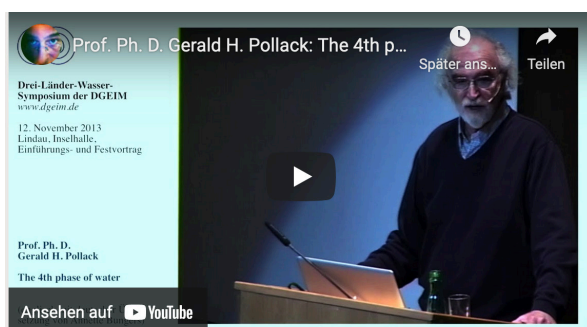 Prof. Ph. D. Gerald H. Pollack: The 4th p...
Später ans...
Teilen
Drei-Länder-Wasser-
Symposium der DGEIM
www.dgeim.de
12. November 2013
Lindau, Inselhalle,
Einführungs- und Festvortrag
Prof. Ph. D.
Gerald H. Pollack
The 4th phase of water
Ansehen auf YouTube